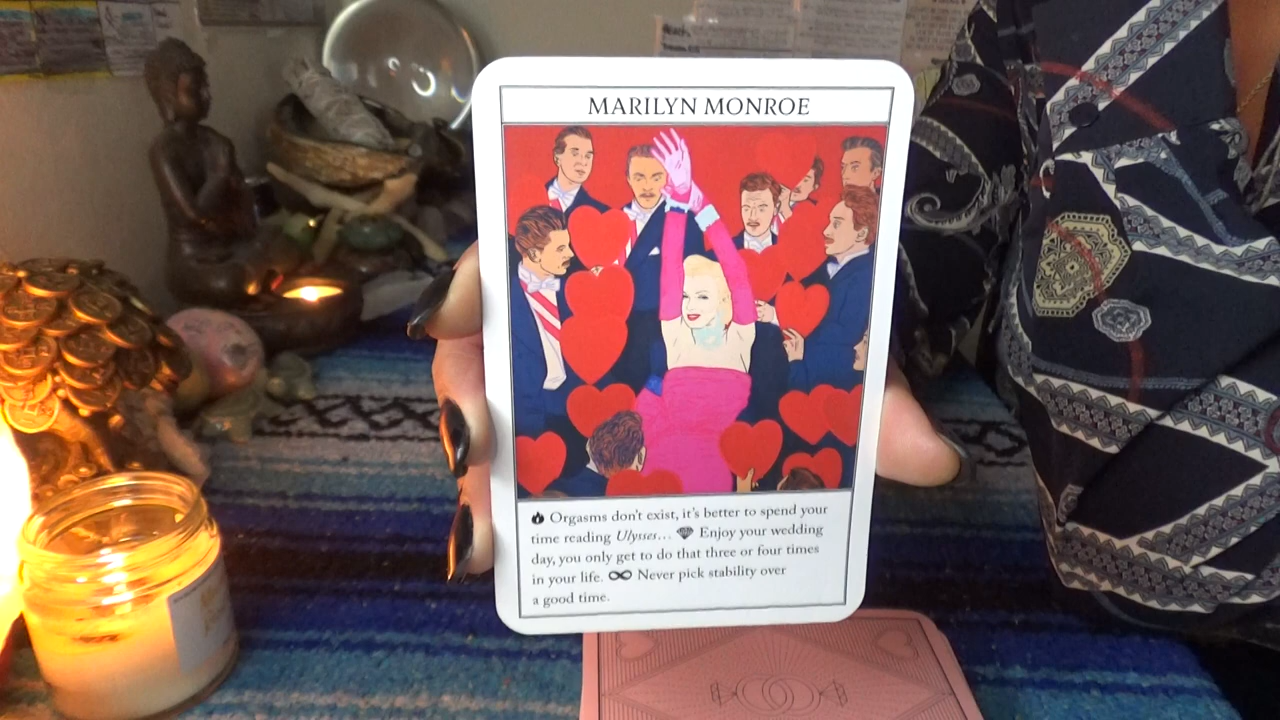 MARILYN MONROE
Orgasms don't exist, it's better to spend your
time reading Ulysses... Enjoy your wedding
day, you only get to do that three or four times
in your life. Never pick stability over
a good time.